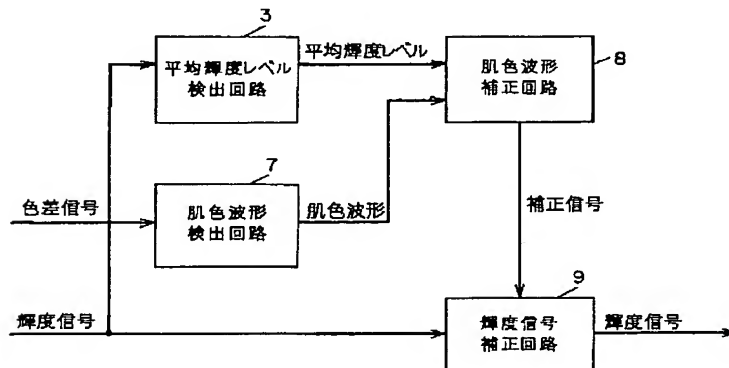 3
平均輝度レベル
検出回路
平均輝度レベル
肌色波形
補正回路
8
色差信号
7
肌色波形
検出回路
肌色波形
補正信号
輝度信号
9
輝度信号
補正回路
輝度信号